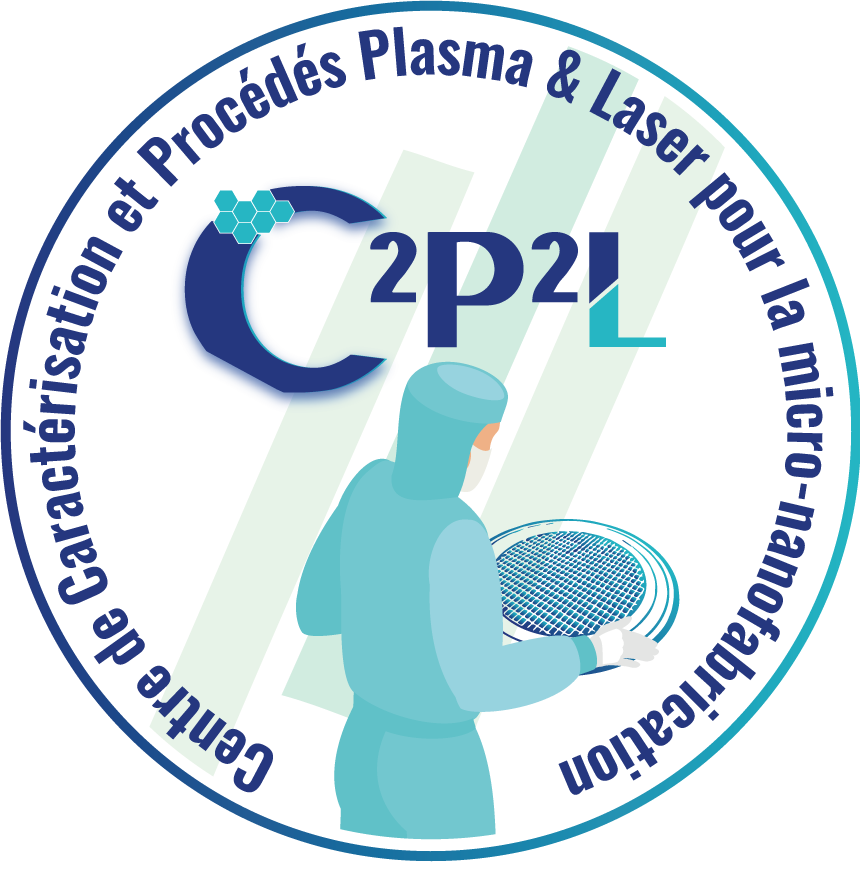 Centre de Caractérisation et Procédés Plasma & Laser pour la micro-nanofabrication
C2P2L